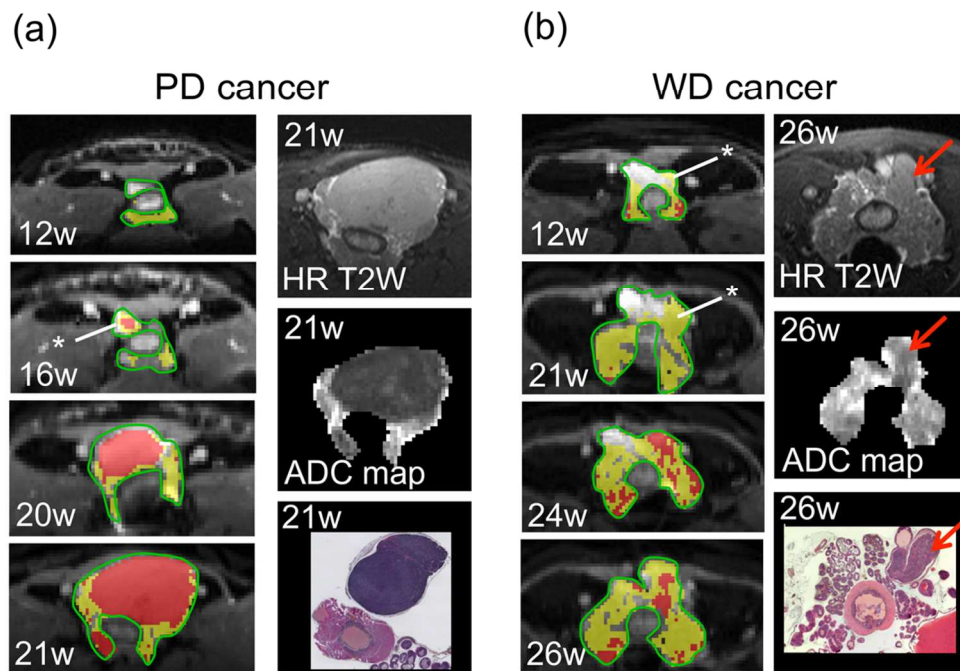 (a)
PD cancer
12w
*
16w
20w
21w
21w
HR T2W
21w
ADC map
21w
(b)
WD cancer
*
12w
*
21w
24w
26w
26w
HR T2W
26w
ADC map
26w